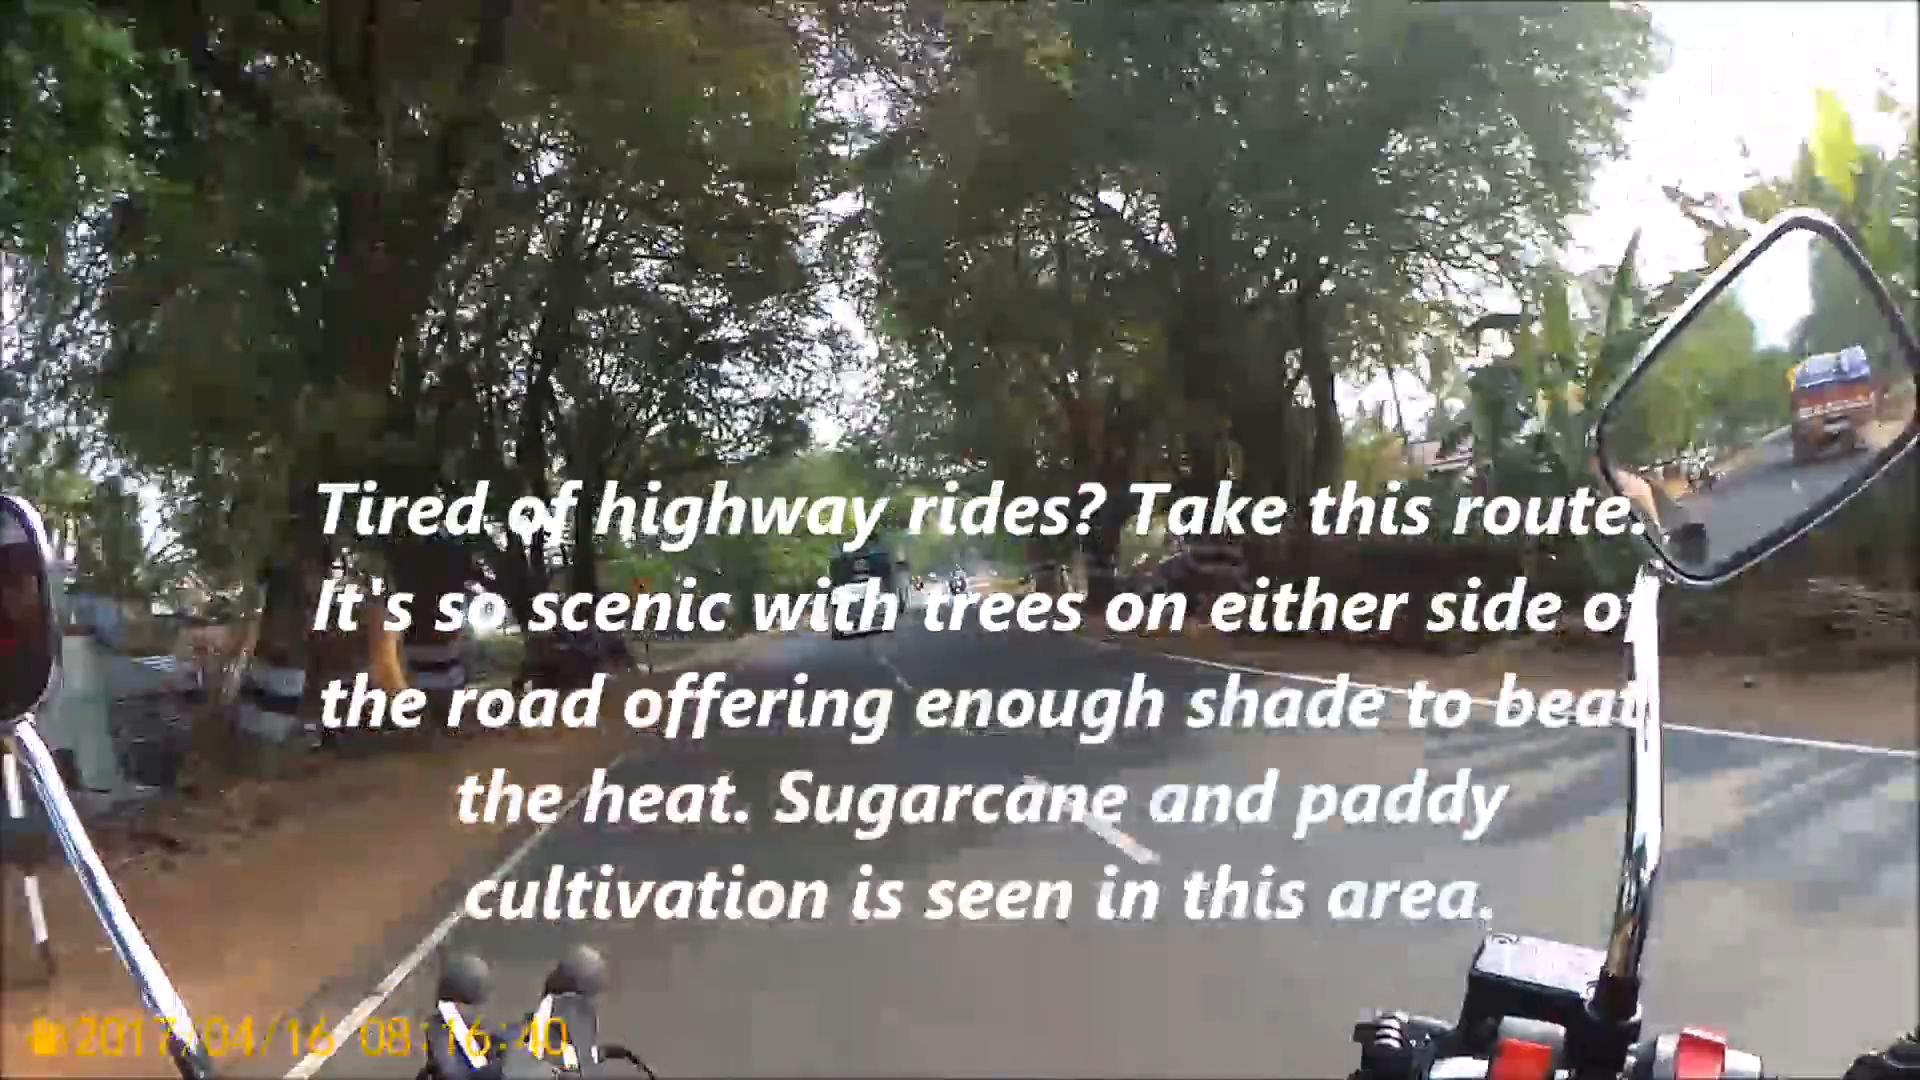 Tired of highway rides? Take this route.
It's so scenic with trees on either side of
the road offering enough shade to beat
the heat. Sugarcane and paddy
cultivation is seen in this area.
2017/04/16 08:16:40